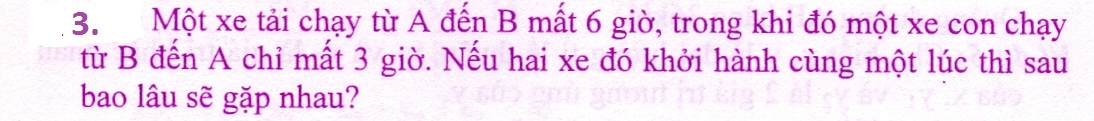 3. Một xe tải chạy từ A đến B mất 6 giờ, trong khi đó một xe con chạy
từ B đến A chỉ mất 3 giờ. Nếu hai xe đó khởi hành cùng một lúc thì sau
bao lâu sẽ gặp nhau?